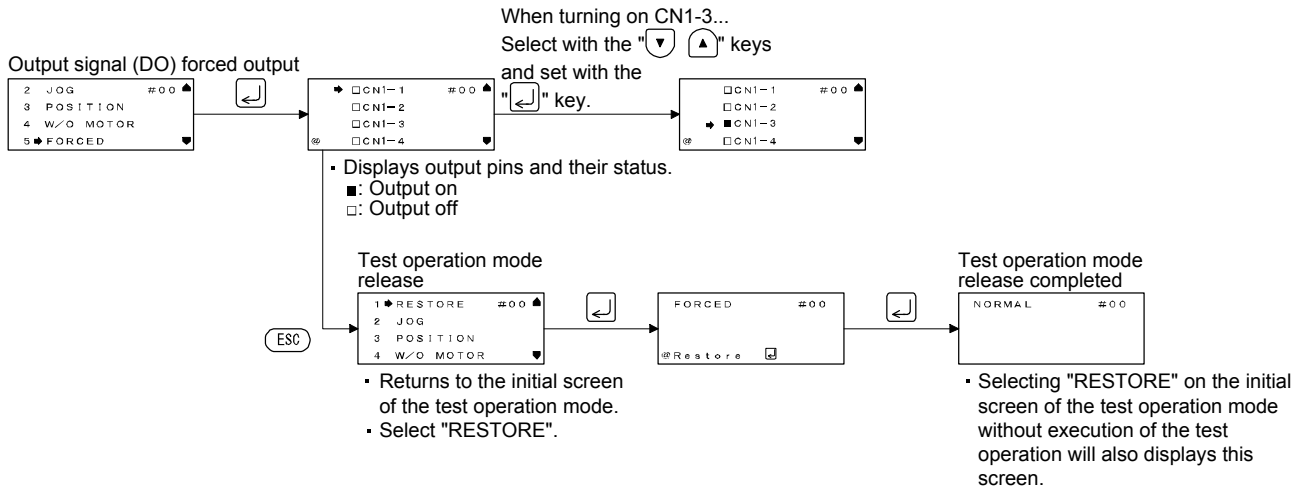 When turning on CN1-3...
Select with the "▼ ▲" keys
and set with the
"↵" key.
Output signal (DO) forced output
2 JOG #00 ▲
3 POSITION
4 W/O MOTOR
5➧FORCED ▼
↵
➧ □CN1-1 #00 ▲
□CN1-2
□CN1-3
@ □CN1-4 ▼
□CN1-1 #00 ▲
□CN1-2
➧ ■CN1-3
@ □CN1-4 ▼
▪ Displays output pins and their status.
■: Output on
□: Output off
ESC
Test operation mode
release
1➧RESTORE #00 ▲
2 JOG
3 POSITION
4 W/O MOTOR ▼
↵
FORCED #00
@Restore ↵
↵
Test operation mode
release completed
NORMAL #00
▪ Returns to the initial screen
of the test operation mode.
▪ Select "RESTORE".
▪ Selecting "RESTORE" on the initial
screen of the test operation mode
without execution of the test
operation will also displays this
screen.